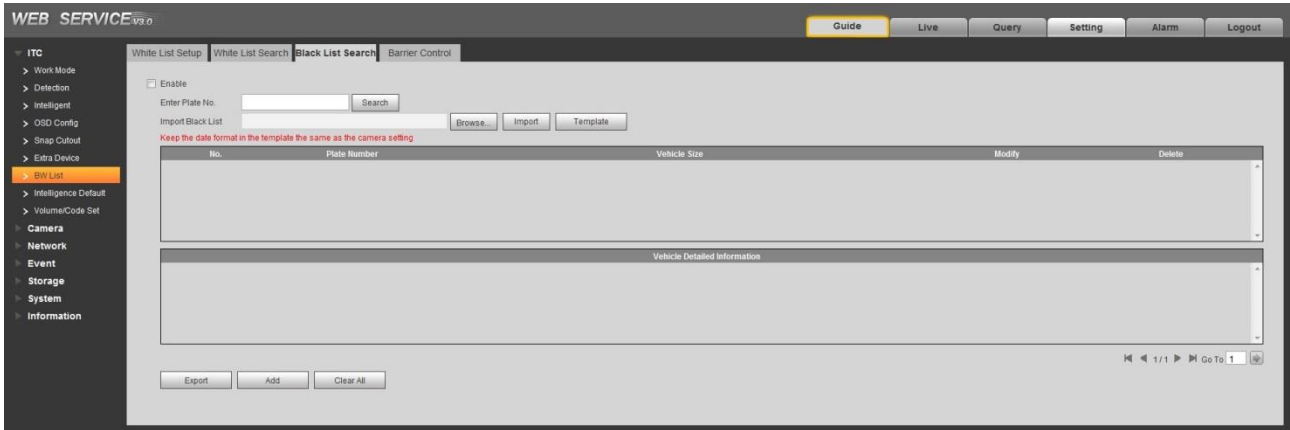 WEB SERVICE V3.0
Guide Live Query Setting Alarm Logout
ITC
Work Mode
Detection
Intelligent
OSD Config
Snap Cutout
Extra Device
BW List
Intelligence Default
Volume/Code Set
Camera
Network
Event
Storage
System
Information
White List Setup White List Search Black List Search Barrier Control
Enable
Enter Plate No. Search
Import Black List Browse... Import Template
Keep the date format in the template the same as the camera setting
No. Plate Number Vehicle Size Modify Delete
Vehicle Detailed Information
1/1 Go To 1
Export Add Clear All